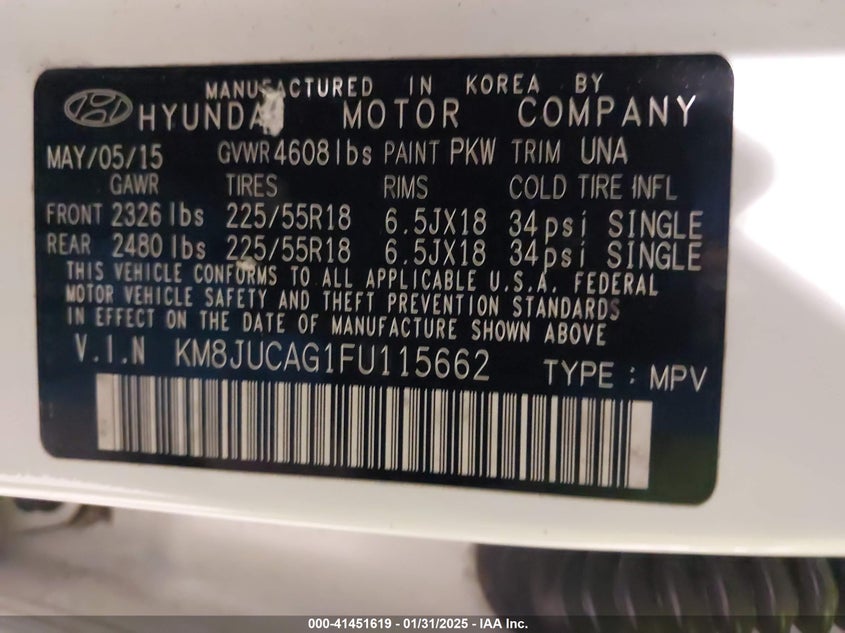 MANUFACTURED IN KOREA BY
HYUNDAI MOTOR COMPANY
MAY/05/15 GVWR 4608lbs PAINT PKW TRIM UNA
GAWR TIRES RIMS COLD TIRE INFL
FRONT 2326 lbs 225/55R18 6.5JX18 34psi SINGLE
REAR 2480 lbs 225/55R18 6.5JX18 34psi SINGLE
THIS VEHICLE CONFORMS TO ALL APPLICABLE U.S.A. FEDERAL
MOTOR VEHICLE SAFETY AND THEFT PREVENTION STANDARDS
IN EFFECT ON THE DATE OF MANUFACTURE SHOWN ABOVE
V.I.N KM8JUCAG1FU115662 TYPE : MPV
000-41451619 / 01/31/2025 - IAA Inc.